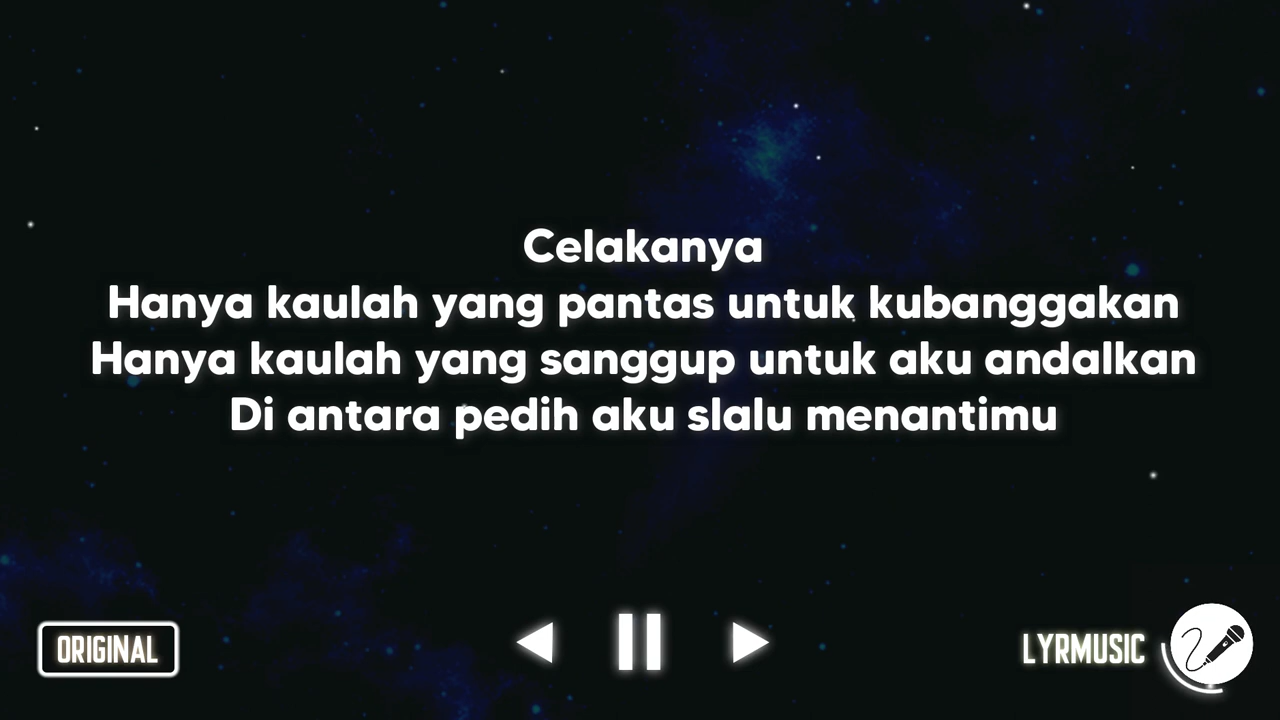 Celakanya
Hanya kaulah yang pantas untuk kubanggakan
Hanya kaulah yang sanggup untuk aku andalkan
Di antara pedih aku slalu menantimu
ORIGINAL
LYRMUSIC